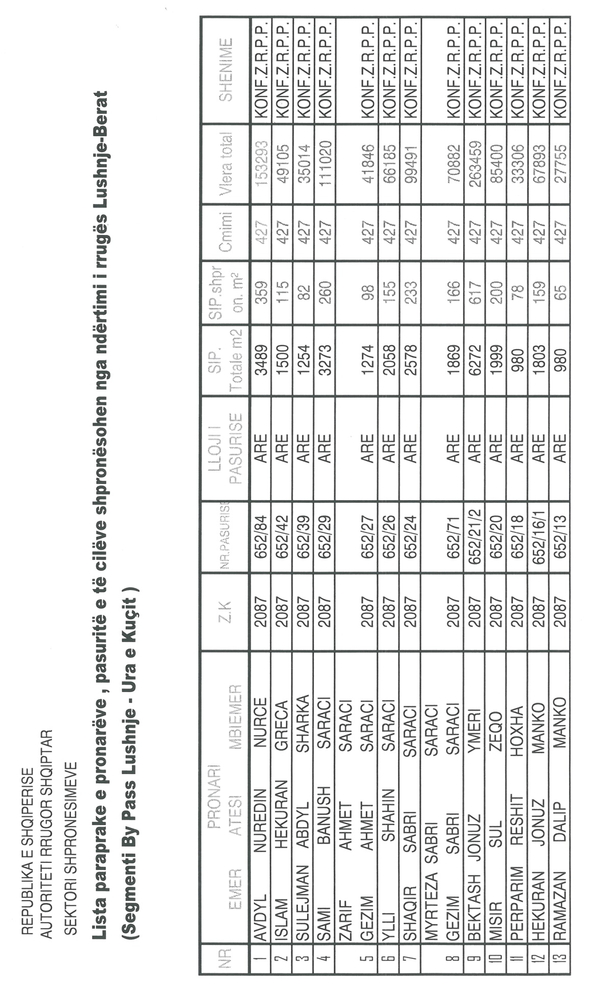 REPUBLIKA E SHQIPERISE
AUTORITETI RRUGOR SHQIPTAR
SEKTORI SHPRONESIMEVE
Lista paraprake e pronarëve , pasuritë e të cilëve shpronësohen nga ndërtimi i rrugës Lushnje-Berat
(Segmenti By Pass Lushnje - Ura e Kuçit )
NR PRONARI EMER ATESI MBIEMER Z.K NR.PASURISE LLOJI I PASURISE SIP. Totale m2 SIP.shpr on. m² Cmimi Vlera total SHENIME
1 AVDYL NUREDIN NURCE 2087 652/84 ARE 3489 359 427 153293 KONF.Z.R.P.P.
2 ISLAM HEKURAN GRECA 2087 652/42 ARE 1500 115 427 49105 KONF.Z.R.P.P.
3 SULEJMAN ABDYL SHARKA 2087 652/39 ARE 1254 82 427 35014 KONF.Z.R.P.P.
4 SAMI BANUSH SARACI 2087 652/29 ARE 3273 260 427 111020 KONF.Z.R.P.P.
ZARIF AHMET SARACI
5 GEZIM AHMET SARACI 2087 652/27 ARE 1274 98 427 41846 KONF.Z.R.P.P.
6 YLLI SHAHIN SARACI 2087 652/26 ARE 2058 155 427 66185 KONF.Z.R.P.P.
7 SHAQIR SABRI SARACI 2087 652/24 ARE 2578 233 427 99491 KONF.Z.R.P.P.
MYRTEZA SABRI SARACI
8 GEZIM SABRI SARACI 2087 652/71 ARE 1869 166 427 70882 KONF.Z.R.P.P.
9 BEKTASH JONUZ YMERI 2087 652/21/2 ARE 6272 617 427 263459 KONF.Z.R.P.P.
10 MISIR SUL ZEQO 2087 652/20 ARE 1999 200 427 85400 KONF.Z.R.P.P.
11 PERPARIM RESHIT HOXHA 2087 652/18 ARE 980 78 427 33306 KONF.Z.R.P.P.
12 HEKURAN JONUZ MANKO 2087 652/16/1 ARE 1803 159 427 67893 KONF.Z.R.P.P.
13 RAMAZAN DALIP MANKO 2087 652/13 ARE 980 65 427 27755 KONF.Z.R.P.P.